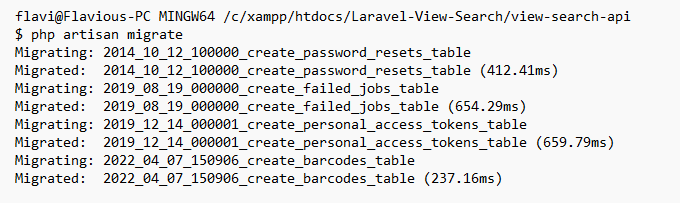 flavi@Flavious-PC MINGW64 /c/xampp/htdocs/Laravel-View-Search/view-search-api
$ php artisan migrate
Migrating: 2014_10_12_100000_create_password_resets_table
Migrated:  2014_10_12_100000_create_password_resets_table (412.41ms)
Migrating: 2019_08_19_000000_create_failed_jobs_table
Migrated:  2019_08_19_000000_create_failed_jobs_table (654.29ms)
Migrating: 2019_12_14_000001_create_personal_access_tokens_table
Migrated:  2019_12_14_000001_create_personal_access_tokens_table (659.79ms)
Migrating: 2022_04_07_150906_create_barcodes_table
Migrated:  2022_04_07_150906_create_barcodes_table (237.16ms)